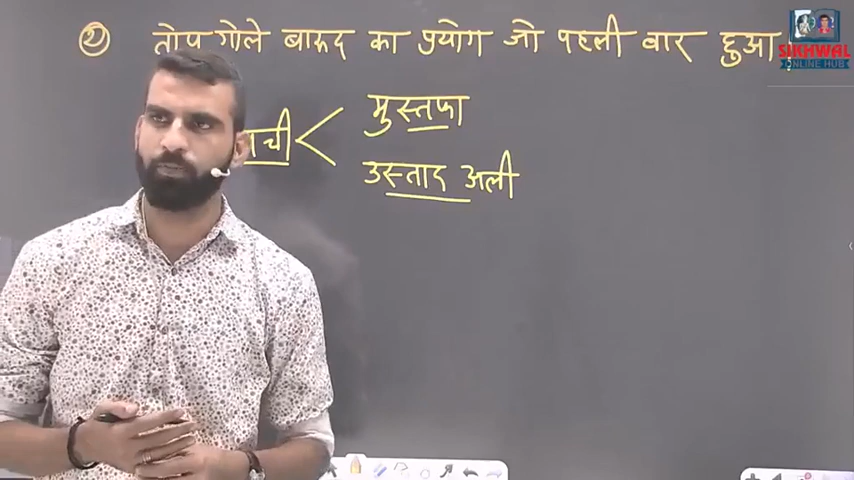 ② तोप गोले बारूद का प्रयोग जो पहली बार हुआ!
मुस्तफा
उस्ताद अली
SIKHWAL
ONLINE HUB